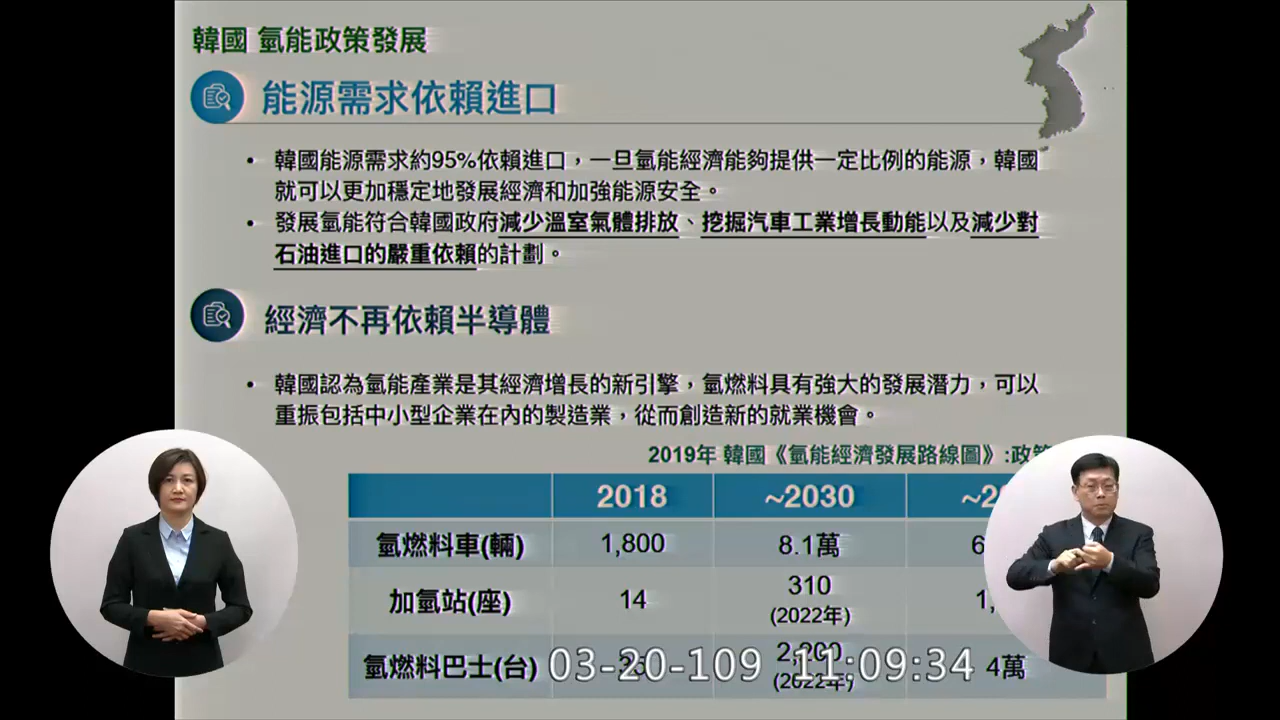 韓國 氫能政策發展
能源需求依賴進口
• 韓國能源需求約95%依賴進口，一旦氫能經濟能夠提供一定比例的能源，韓國
就可以更加穩定地發展經濟和加強能源安全。
• 發展氫能符合韓國政府減少溫室氣體排放、挖掘汽車工業增長動能以及減少對
石油進口的嚴重依賴的計劃。
經濟不再依賴半導體
• 韓國認為氫能產業是其經濟增長的新引擎，氫燃料具有強大的發展潛力，可以
重振包括中小型企業在內的製造業，從而創造新的就業機會。
2019年 韓國《氫能經濟發展路線圖》:政策
2018 ~2030
氫燃料車(輛) 1,800 8.1萬 6
加氫站(座) 14 310
(2022年)
氫燃料巴士(台) 4萬
(2022年)
03-20-109 11:09:34